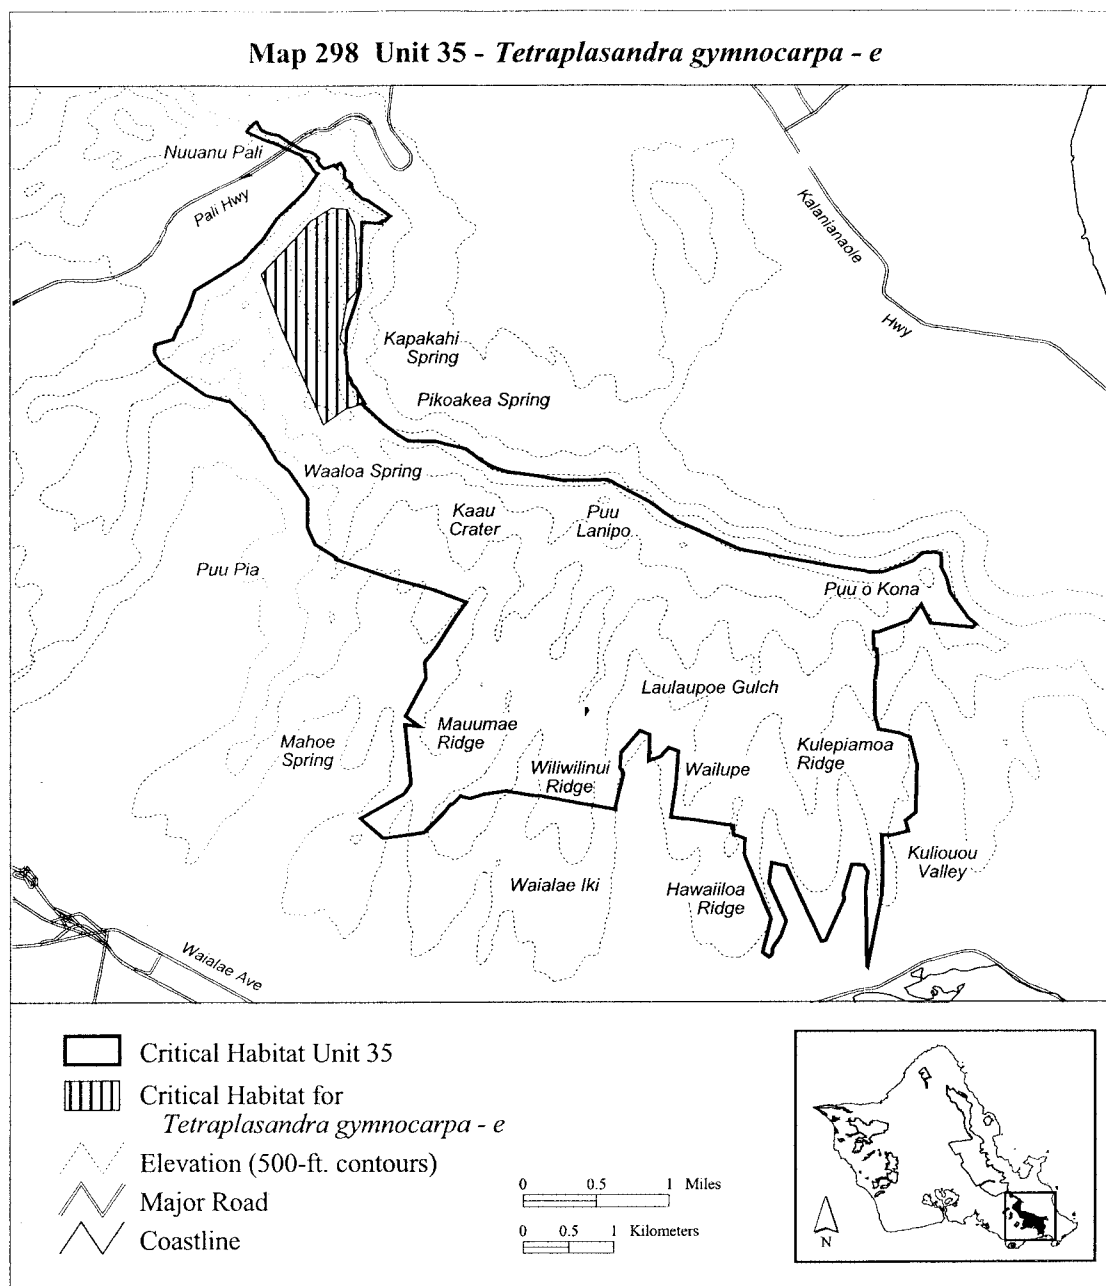 Map 298 Unit 35 - Tetraplasandra gymnocarpa - e
Nuuanu Pali
Pali Hwy
Kalanianaole
Hwy
Kapakahi
Spring
Pikoakea Spring
Waaloa Spring
Kaau
Crater
Puu
Lanipo
Puu Pia
Puu o Kona
Laulaupoe Gulch
Mahoe
Spring
Mauumae
Ridge
Wiliwilinui
Ridge
Wailupe
Kulepiamoa
Ridge
Kuliouou
Valley
Waialae Iki
Hawaiiloa
Ridge
Waialae Ave
Critical Habitat Unit 35
Critical Habitat for
Tetraplasandra gymnocarpa - e
Elevation (500-ft. contours)
Major Road
Coastline
0 0.5 1 Miles
0 0.5 1 Kilometers
N